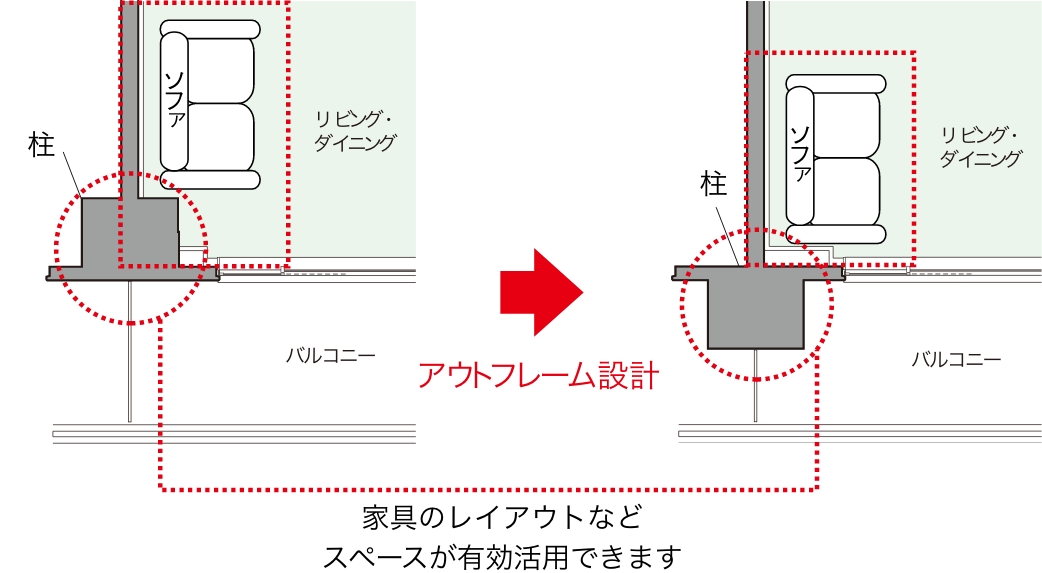 ソファ
リビング・
ダイニング
柱
バルコニー
アウトフレーム設計
ソファ
リビング・
ダイニング
柱
バルコニー
家具のレイアウトなど
スペースが有効活用できます